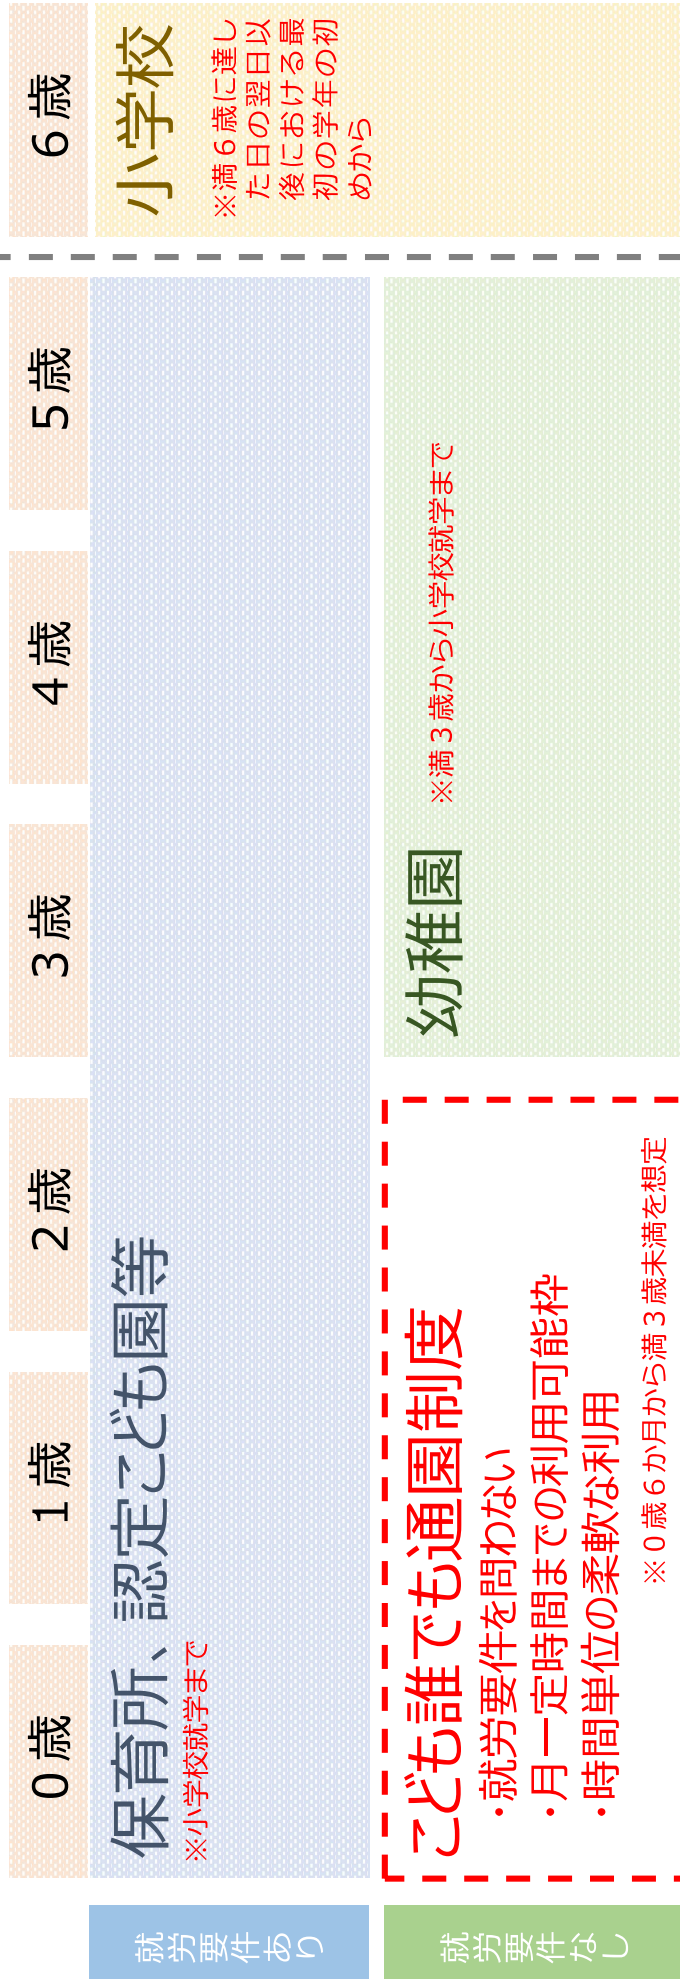 ０歳
１歳
２歳
３歳
４歳
５歳
６歳
就労要件あり
保育所、認定こども園等
※小学校就学まで
小学校
※満６歳に達し
た日の翌日以
後における最
初の学年の初
めから
就労要件なし
こども誰でも通園制度
・就労要件を問わない
・月一定時間までの利用可能枠
・時間単位の柔軟な利用
※０歳６か月から満３歳未満を想定
幼稚園
※満３歳から小学校就学まで